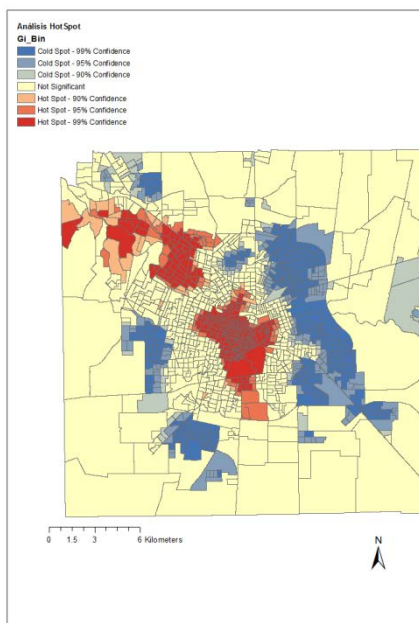 Análisis HotSpot
Gi_Bin
Cold Spot - 99% Confidence
Cold Spot - 95% Confidence
Cold Spot - 90% Confidence
Not Significant
Hot Spot - 90% Confidence
Hot Spot - 95% Confidence
Hot Spot - 99% Confidence
0 1.5 3 6 Kilometers
N